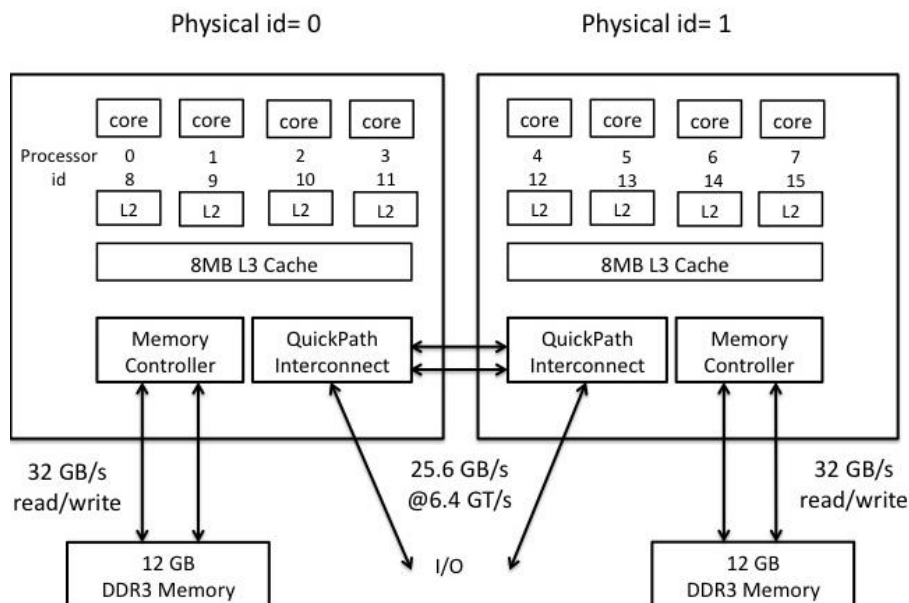 Physical id= 0
Physical id= 1
core core core core
core core core core
Processor id
0 1 2 3
8 9 10 11
4 5 6 7
12 13 14 15
L2 L2 L2 L2
L2 L2 L2 L2
8MB L3 Cache
8MB L3 Cache
Memory
Controller
QuickPath
Interconnect
QuickPath
Interconnect
Memory
Controller
32 GB/s
read/write
25.6 GB/s
@6.4 GT/s
32 GB/s
read/write
12 GB
DDR3 Memory
I/O
12 GB
DDR3 Memory